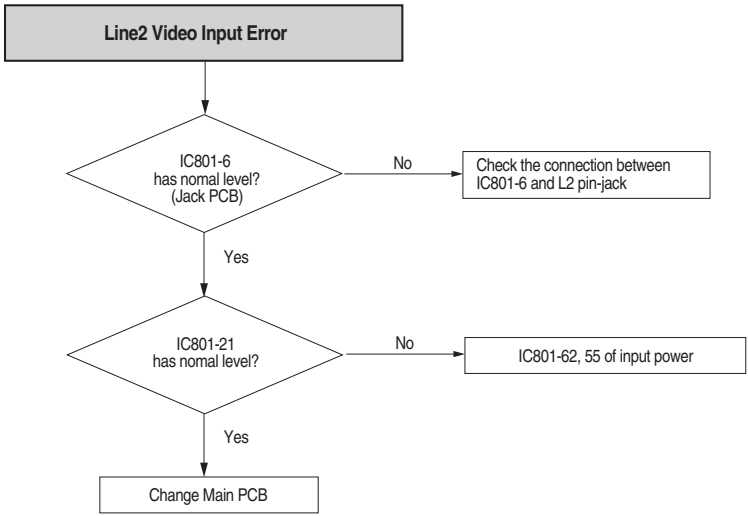 Line2 Video Input Error
IC801-6
has nomal level?
(Jack PCB)
No
Check the connection between
IC801-6 and L2 pin-jack
Yes
IC801-21
has nomal level?
No
IC801-62, 55 of input power
Yes
Change Main PCB